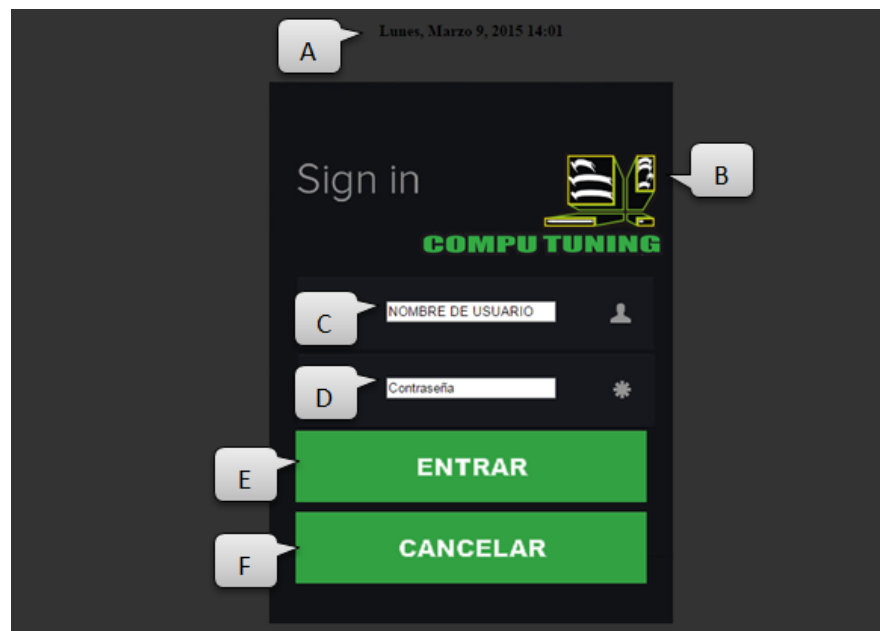 A
Lunes, Marzo 9, 2015 14:01
Sign in
B
COMPU TUNING
C
NOMBRE DE USUARIO
D
Contraseña
E
ENTRAR
F
CANCELAR